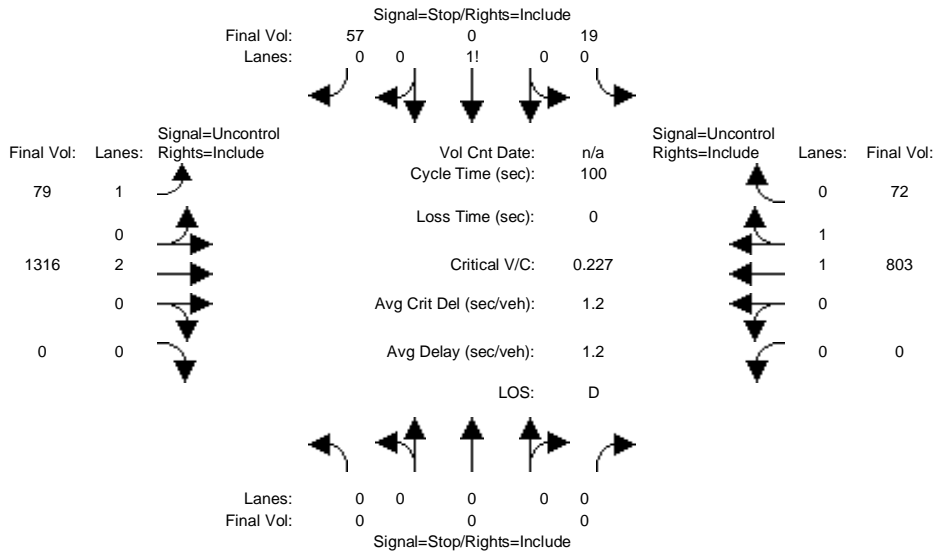 Signal=Stop/Rights=Include
Final Vol: 57 0 19
Lanes: 0 0 1! 0 0
Signal=Uncontrol Signal=Uncontrol
Final Vol: Lanes: Rights=Include Vol Cnt Date: n/a Rights=Include Lanes: Final Vol:
Cycle Time (sec): 100
79 1 0 72
Loss Time (sec): 0
0 1
1316 2 Critical V/C: 0.227 1 803
0 Avg Crit Del (sec/veh): 1.2 0
0 0 Avg Delay (sec/veh): 1.2 0 0
LOS: D
Lanes: 0 0 0 0 0
Final Vol: 0 0 0
Signal=Stop/Rights=Include